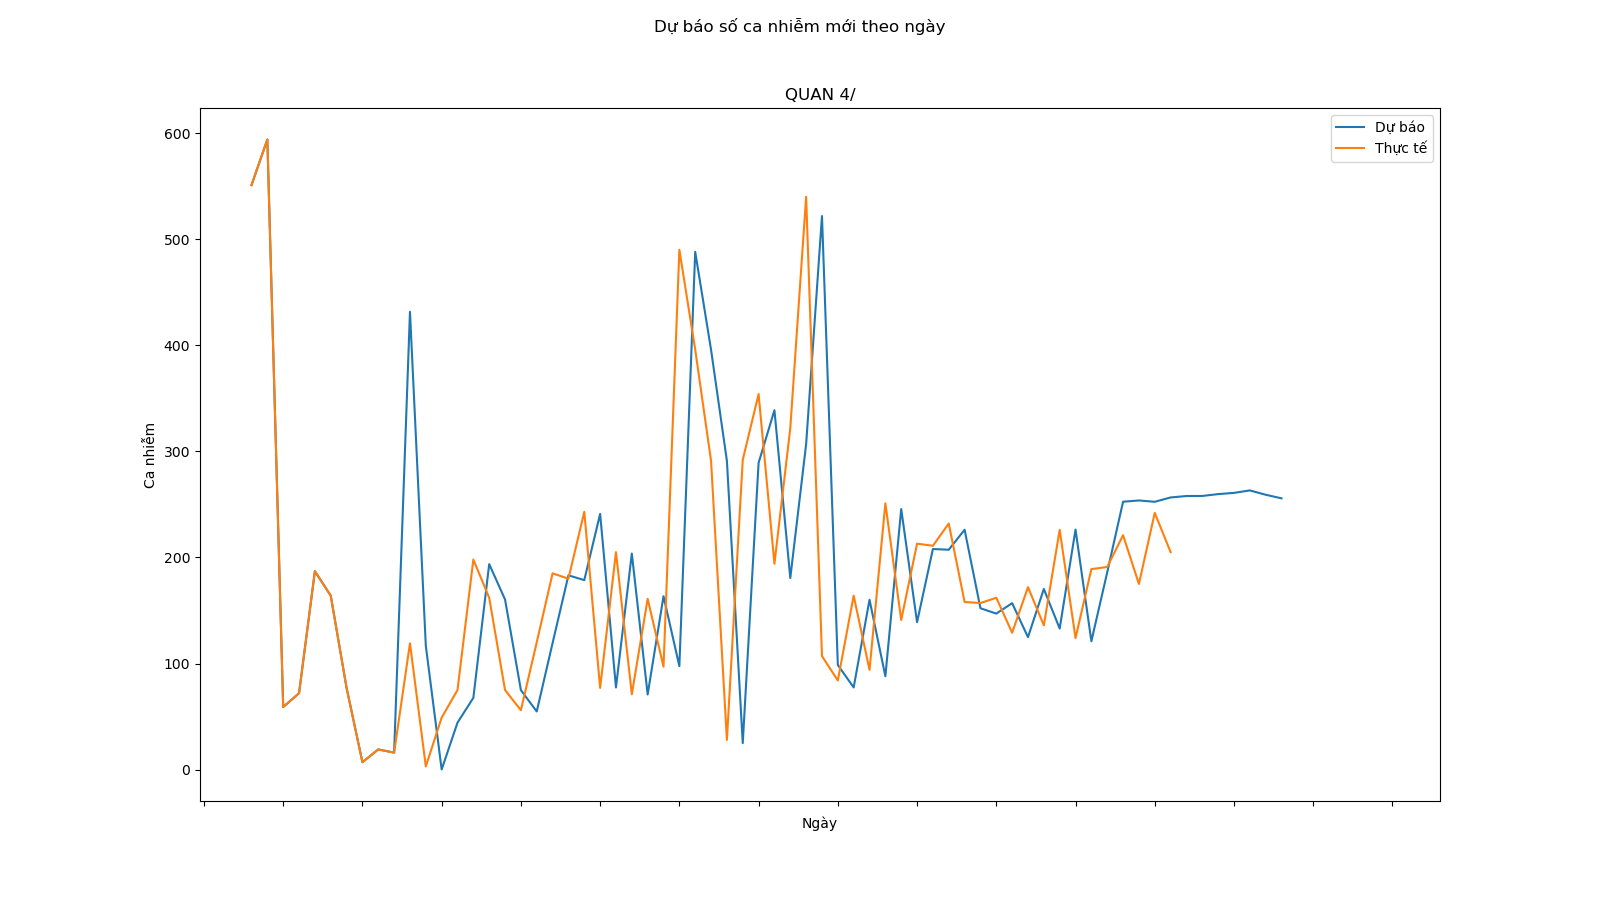 Dự báo số ca nhiễm mới theo ngày
QUAN 4/
Dự báo
Thực tế
600
500
400
300
200
100
0
Ca nhiễm
Ngày